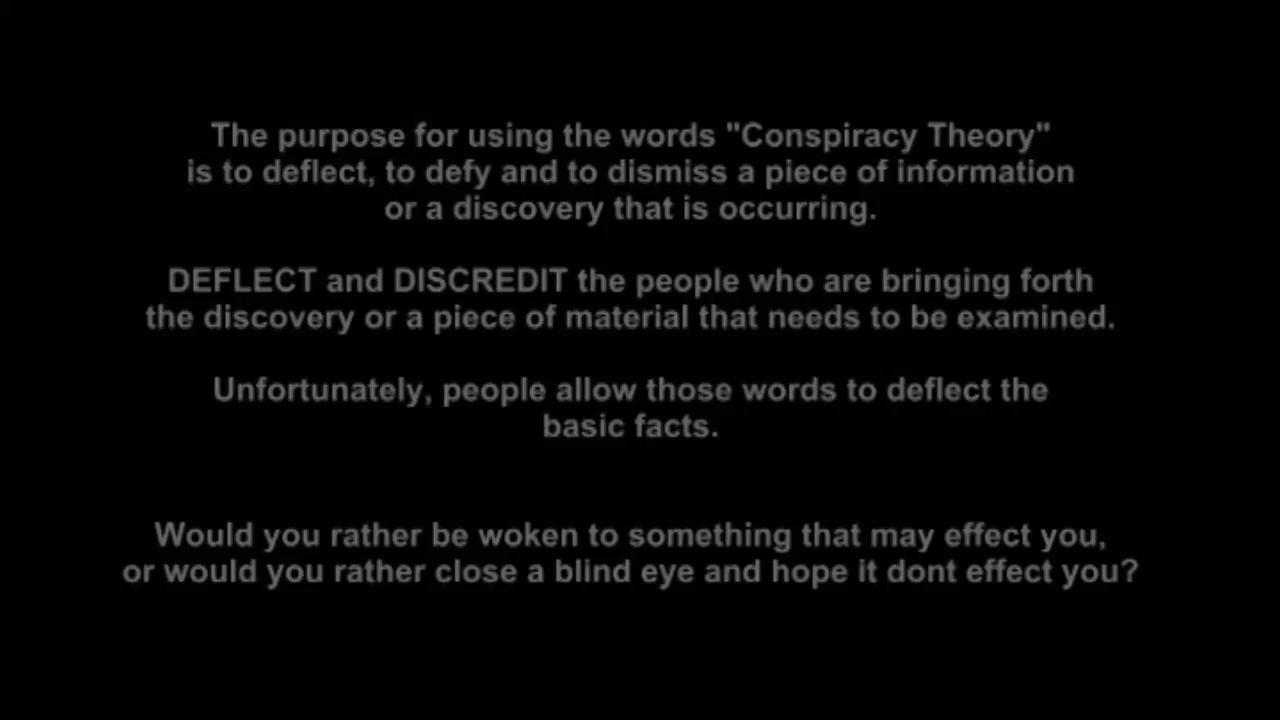 The purpose for using the words "Conspiracy Theory"
is to deflect, to defy and to dismiss a piece of information
or a discovery that is occurring.
DEFLECT and DISCREDIT the people who are bringing forth
the discovery or a piece of material that needs to be examined.
Unfortunately, people allow those words to deflect the
basic facts.
Would you rather be woken to something that may effect you,
or would you rather close a blind eye and hope it dont effect you?